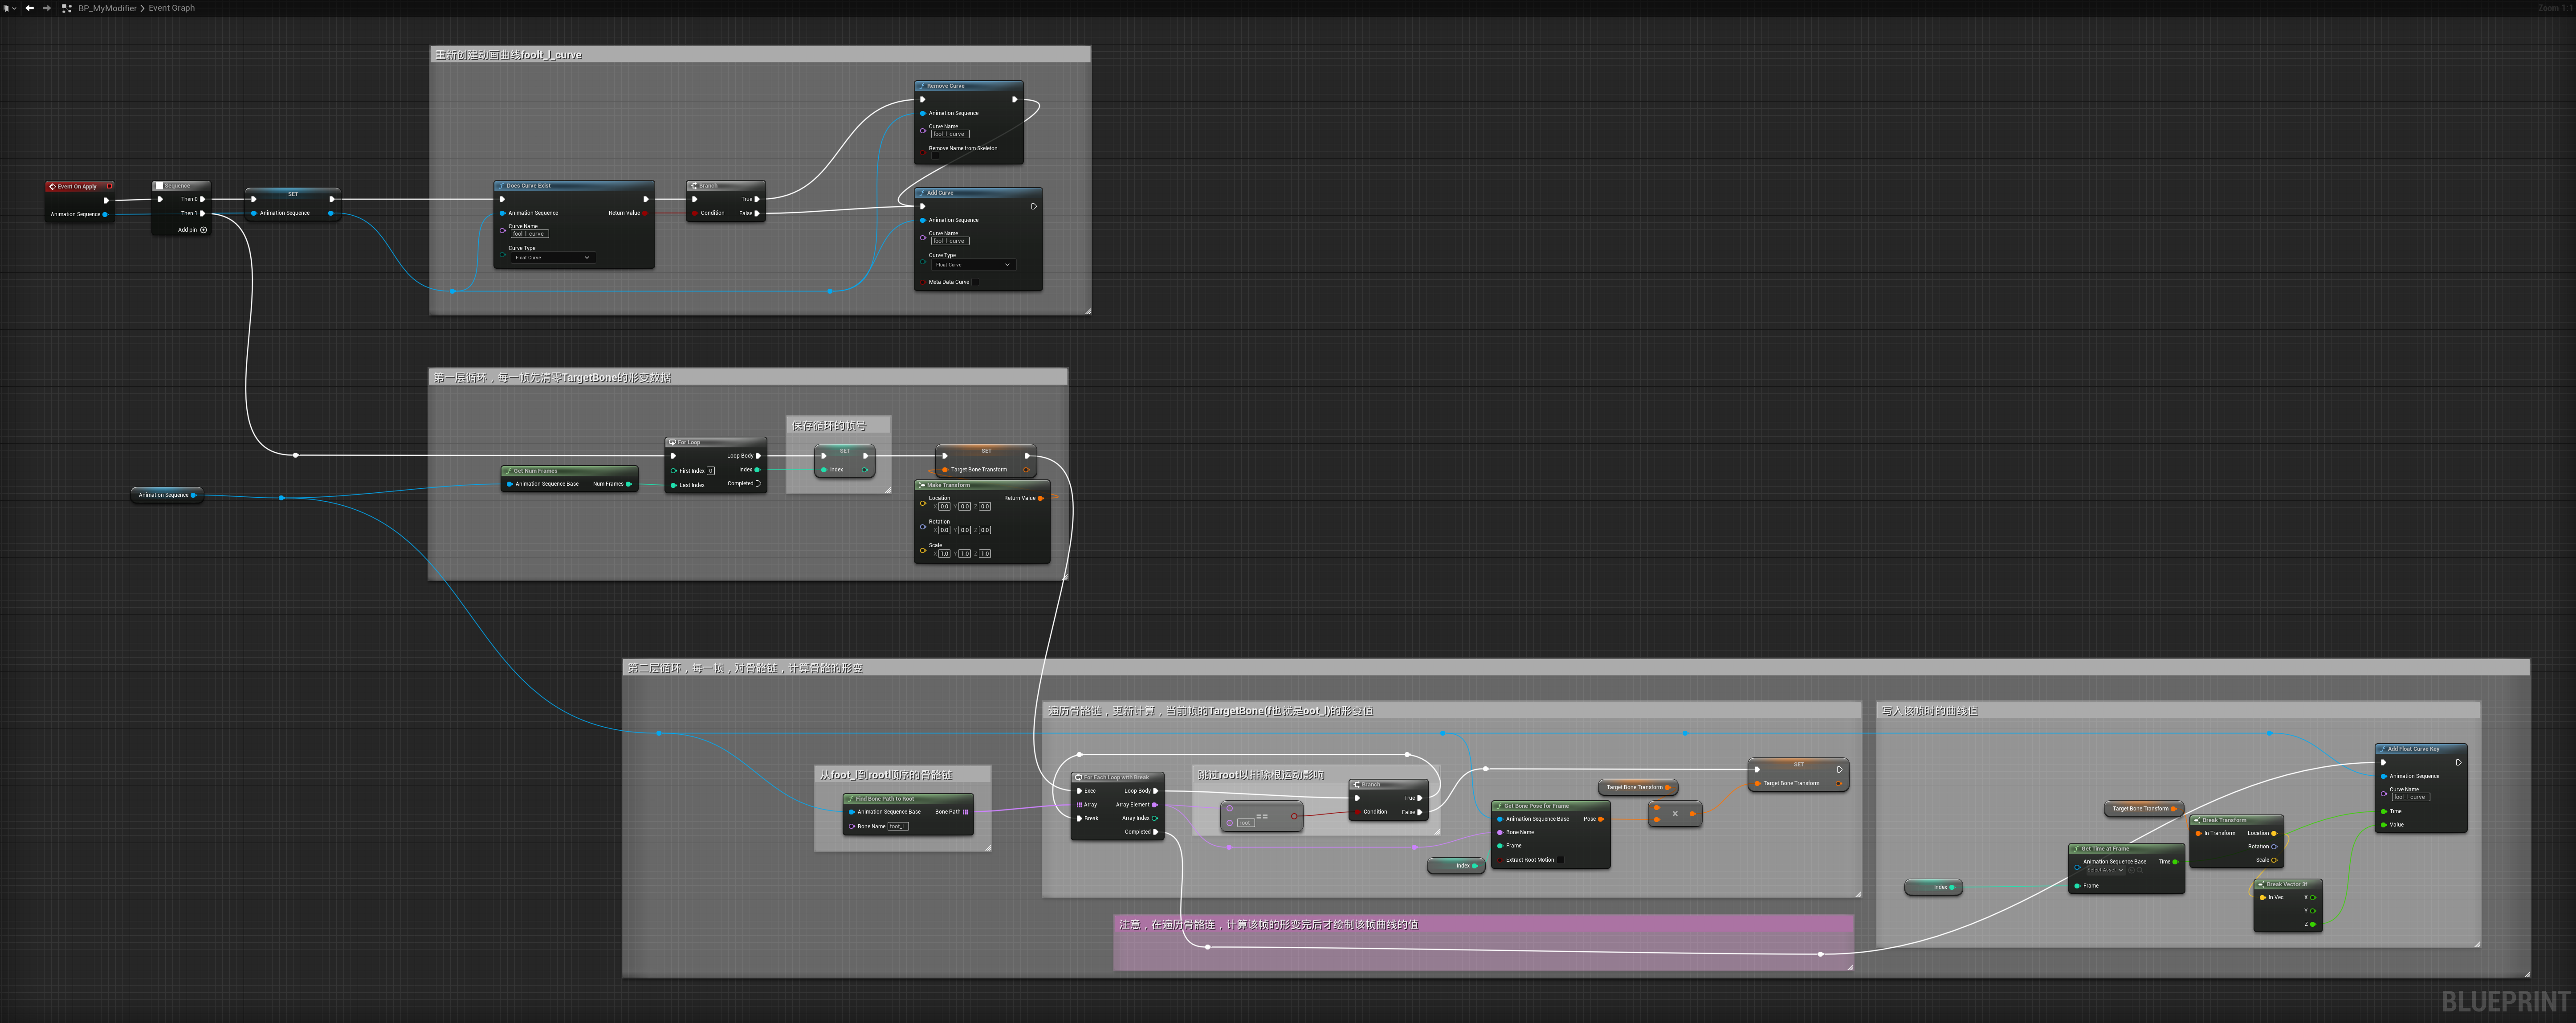 BP_MyModifier > Event Graph
Zoom 1:1
重新创建动画曲线foolt_l_curve
Remove Curve
Animation Sequence
Curve Name
fool_l_curve
Remove Name from Skeleton
Event On Apply
Animation Sequence
Sequence
Then 0
Then 1
Add pin
SET
Animation Sequence
Does Curve Exist
Animation Sequence
Return Value
Curve Name
fool_l_curve
Curve Type
Float Curve
Branch
True
Condition
False
Add Curve
Animation Sequence
Curve Name
fool_l_curve
Curve Type
Float Curve
Meta Data Curve
第一层循环，每一帧先清零TargetBone的形变数据
保存循环的帧号
Animation Sequence
Get Num Frames
Animation Sequence Base
Num Frames
For Loop
Loop Body
First Index 0
Index
Last Index
Completed
SET
Index
SET
Target Bone Transform
Make Transform
Location
Return Value
X 0.0 Y 0.0 Z 0.0
Rotation
X 0.0 Y 0.0 Z 0.0
Scale
X 1.0 Y 1.0 Z 1.0
第二层循环，每一帧，对骨骼链，计算骨骼的形变
遍历骨骼链，更新计算，当前帧的TargetBone(f也就是oot_l)的形变值
写入该帧时的曲线值
从foot_l到root顺序的骨骼链
Find Bone Path to Root
Animation Sequence Base
Bone Path
Bone Name foot_l
For Each Loop with Break
Exec
Loop Body
Array
Array Element
Array Index
Break
Completed
跳过root以排除根运动影响
root
==
Branch
True
Condition
False
Index
Get Bone Pose for Frame
Animation Sequence Base
Pose
Bone Name
Frame
Extract Root Motion
Target Bone Transform
X
SET
Target Bone Transform
Index
Get Time at Frame
Animation Sequence Base
Time
Select Asset
Frame
Target Bone Transform
Break Transform
In Transform
Location
Rotation
Scale
Break Vector 3f
In Vec
X
Y
Z
Add Float Curve Key
Animation Sequence
Curve Name
fool_l_curve
Time
Value
注意，在遍历骨骼连，计算该帧的形变完后才绘制该帧曲线的值
BLUEPRINT